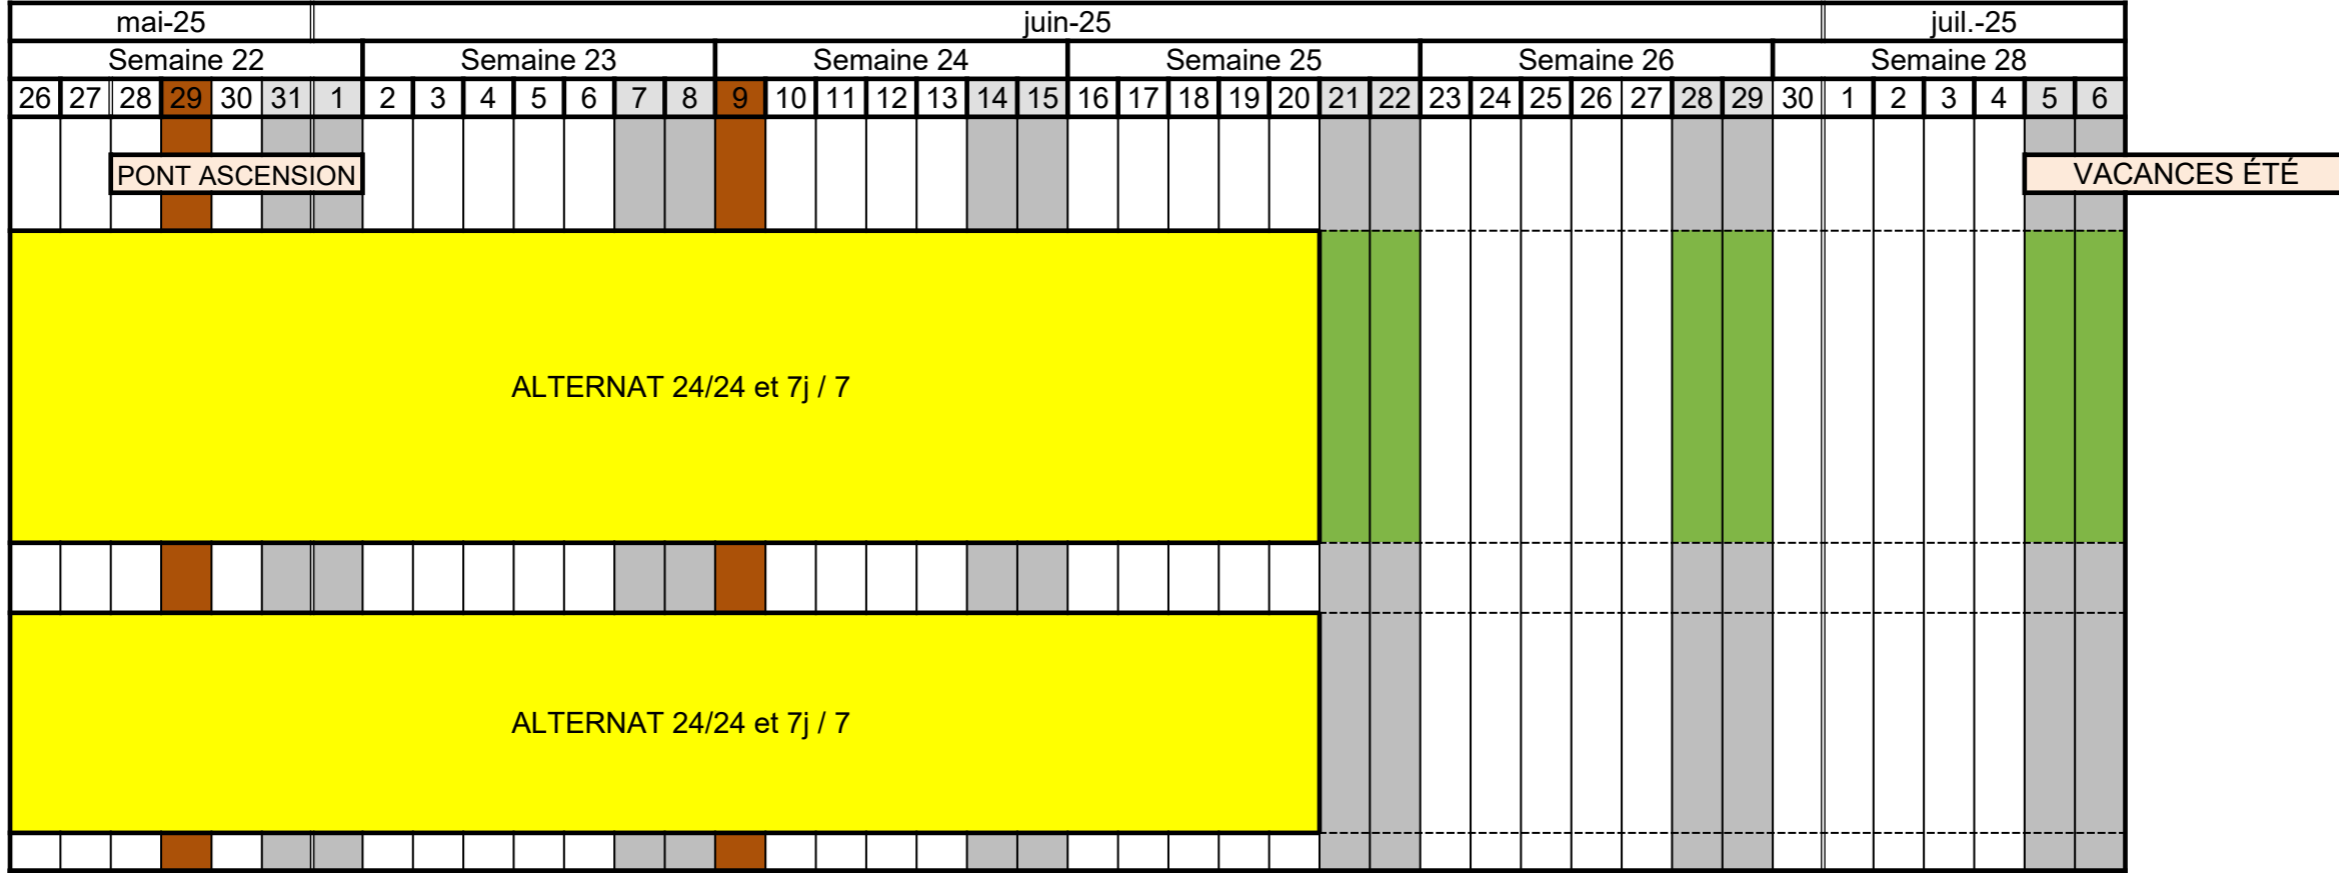 mai-25 juin-25 juil.-25
Semaine 22 Semaine 23 Semaine 24 Semaine 25 Semaine 26 Semaine 28
26 27 28 29 30 31 1 2 3 4 5 6 7 8 9 10 11 12 13 14 15 16 17 18 19 20 21 22 23 24 25 26 27 28 29 30 1 2 3 4 5 6
PONT ASCENSION VACANCES ÉTÉ
ALTERNAT 24/24 et 7j / 7
ALTERNAT 24/24 et 7j / 7